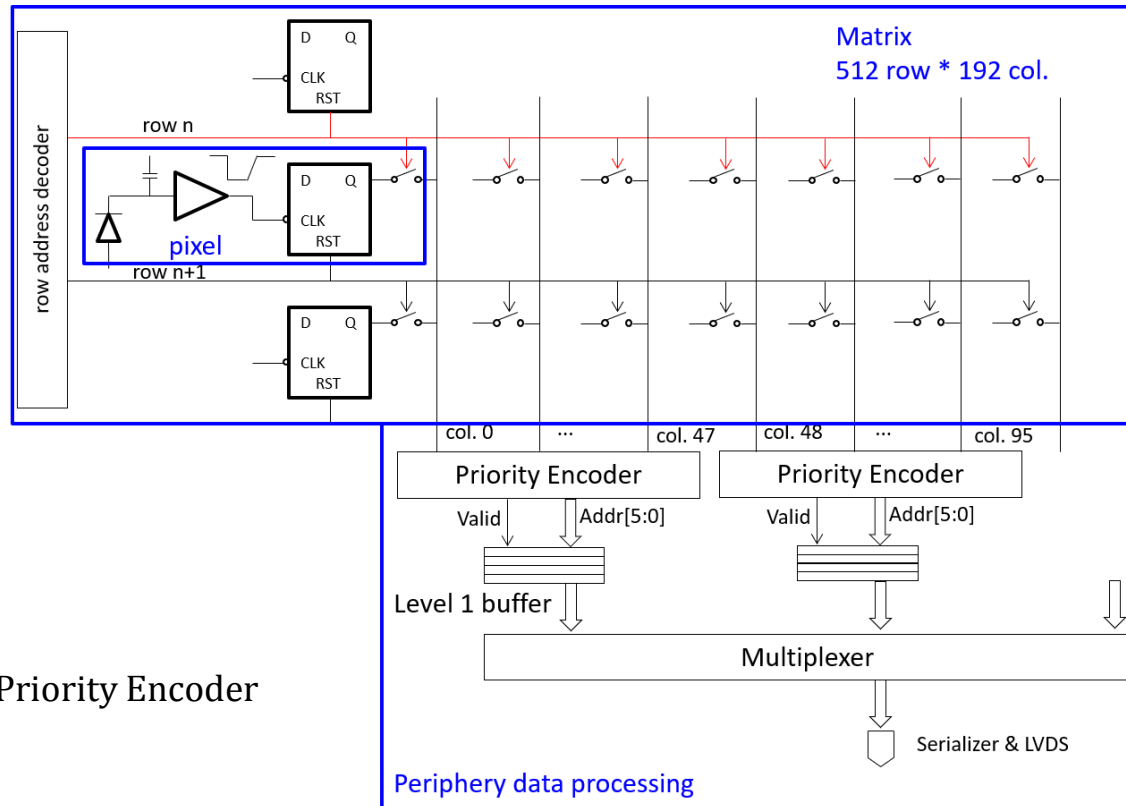 D Q
CLK
RST
Matrix
512 row * 192 col.
row address decoder
row n
D Q
CLK
RST
pixel
row n+1
D Q
CLK
RST
col. 0 ... col. 47 col. 48 ... col. 95
Priority Encoder Priority Encoder
Valid Addr[5:0] Valid Addr[5:0]
Level 1 buffer
Multiplexer
Priority Encoder
Serializer & LVDS
Periphery data processing